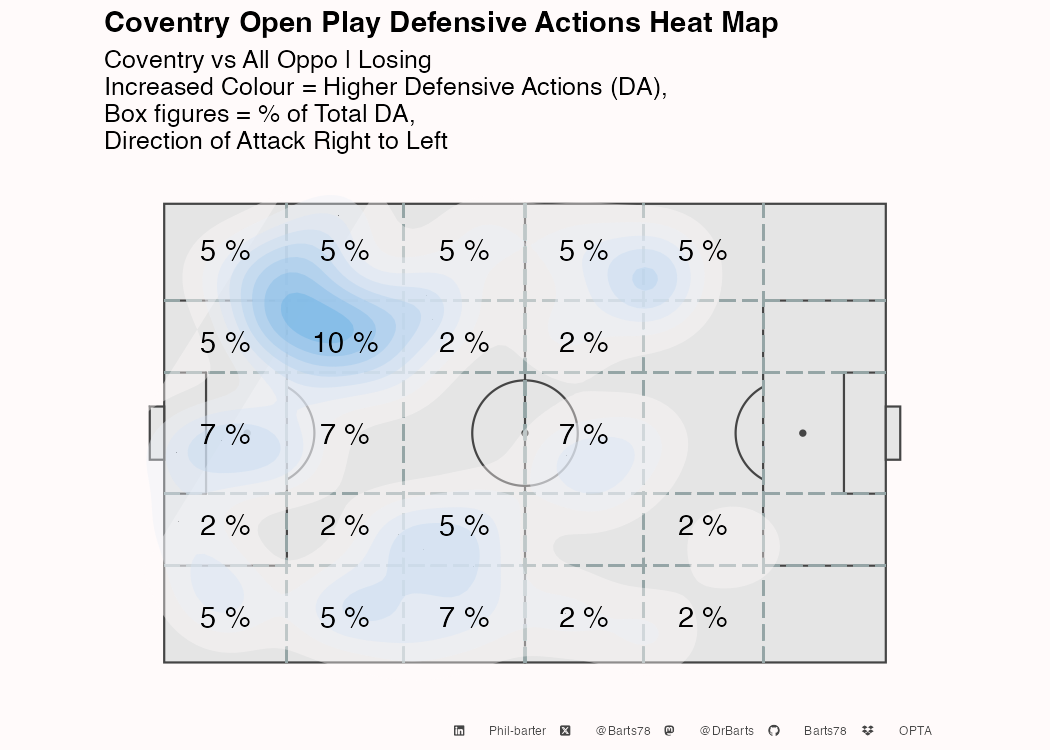 Coventry Open Play Defensive Actions Heat Map
Coventry vs All Oppo | Losing
Increased Colour = Higher Defensive Actions (DA),
Box figures = % of Total DA,
Direction of Attack Right to Left
5 % 5 % 5 % 5 % 5 %
5 % 10 % 2 % 2 %
7 % 7 % 7 %
2 % 2 % 5 % 2 %
5 % 5 % 7 % 2 % 2 %
Phil-barter @Barts78 @DrBarts Barts78 OPTA